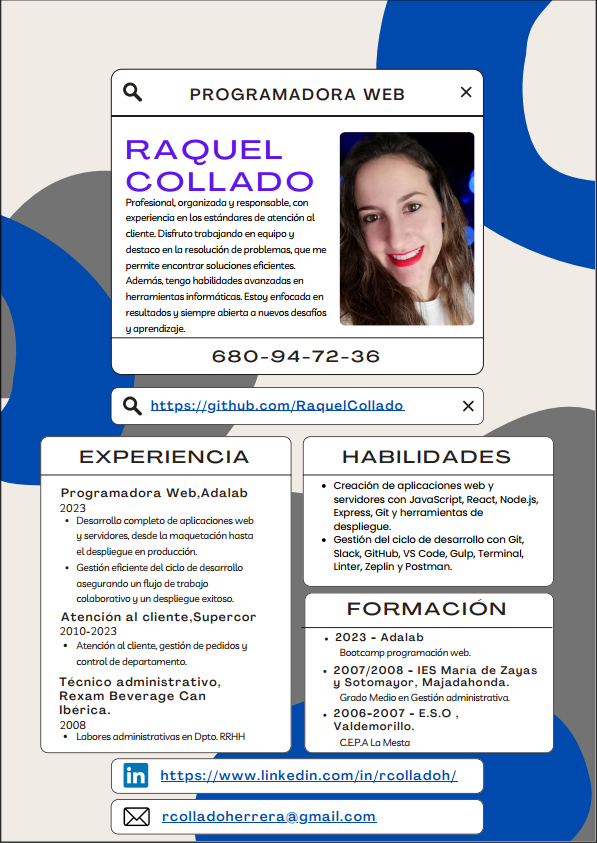 PROGRAMADORA WEB
RAQUEL
COLLADO
Profesional, organizada y responsable, con
experiencia en los estándares de atención al
cliente. Disfruto trabajando en equipo y
destaco en la resolución de problemas, que me
permite encontrar soluciones eficientes.
Además, tengo habilidades avanzadas en
herramientas informáticas. Estoy enfocada en
resultados y siempre abierta a nuevos desafíos
y aprendizaje.
680-94-72-36
https://github.com/RaquelCollado
EXPERIENCIA
Programadora Web,Adalab
2023
• Desarrollo completo de aplicaciones web
y servidores, desde la maquetación hasta
el despliegue en producción.
• Gestión eficiente del ciclo de desarrollo
asegurando un flujo de trabajo
colaborativo y un despliegue exitoso.
Atención al cliente,Supercor
2010-2023
• Atención al cliente, gestión de pedidos y
control de departamento.
Técnico administrativo,
Rexam Beverage Can
Ibérica.
2008
• Labores administrativas en Dpto. RRHH
HABILIDADES
• Creación de aplicaciones web y
servidores con JavaScript, React, Node.js,
Express, Git y herramientas de
despliegue.
• Gestión del ciclo de desarrollo con Git,
Slack, GitHub, VS Code, Gulp, Terminal,
Linter, Zeplin y Postman.
FORMACIÓN
• 2023 - Adalab
Bootcamp programación web.
• 2007/2008 - IES María de Zayas
y Sotomayor, Majadahonda.
Grado Medio en Gestión administrativa.
• 2006-2007 - E.S.O ,
Valdemorillo.
C.E.P.A La Mesta
in
https://www.linkedin.com/in/rcolladoh/
rcolladoherrera@gmail.com